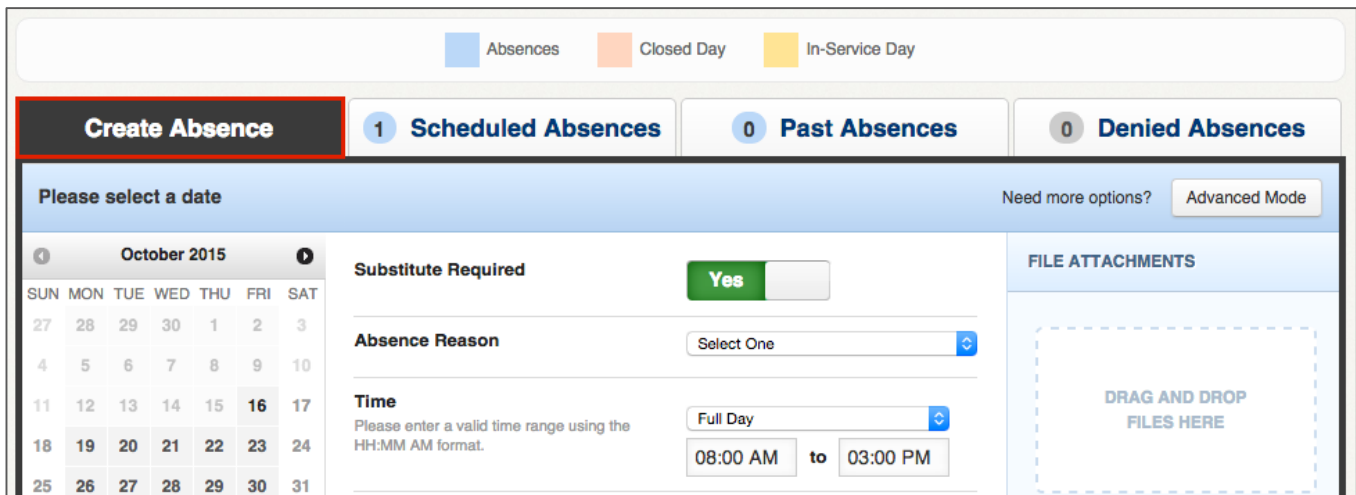 Absences Closed Day In-Service Day
Create Absence 1 Scheduled Absences 0 Past Absences 0 Denied Absences
Please select a date Need more options? Advanced Mode
October 2015
SUN MON TUE WED THU FRI SAT
27 28 29 30 1 2 3
4 5 6 7 8 9 10
11 12 13 14 15 16 17
18 19 20 21 22 23 24
25 26 27 28 29 30 31
Substitute Required Yes
Absence Reason Select One
Time
Please enter a valid time range using the
HH:MM AM format.
Full Day
08:00 AM to 03:00 PM
FILE ATTACHMENTS
DRAG AND DROP
FILES HERE